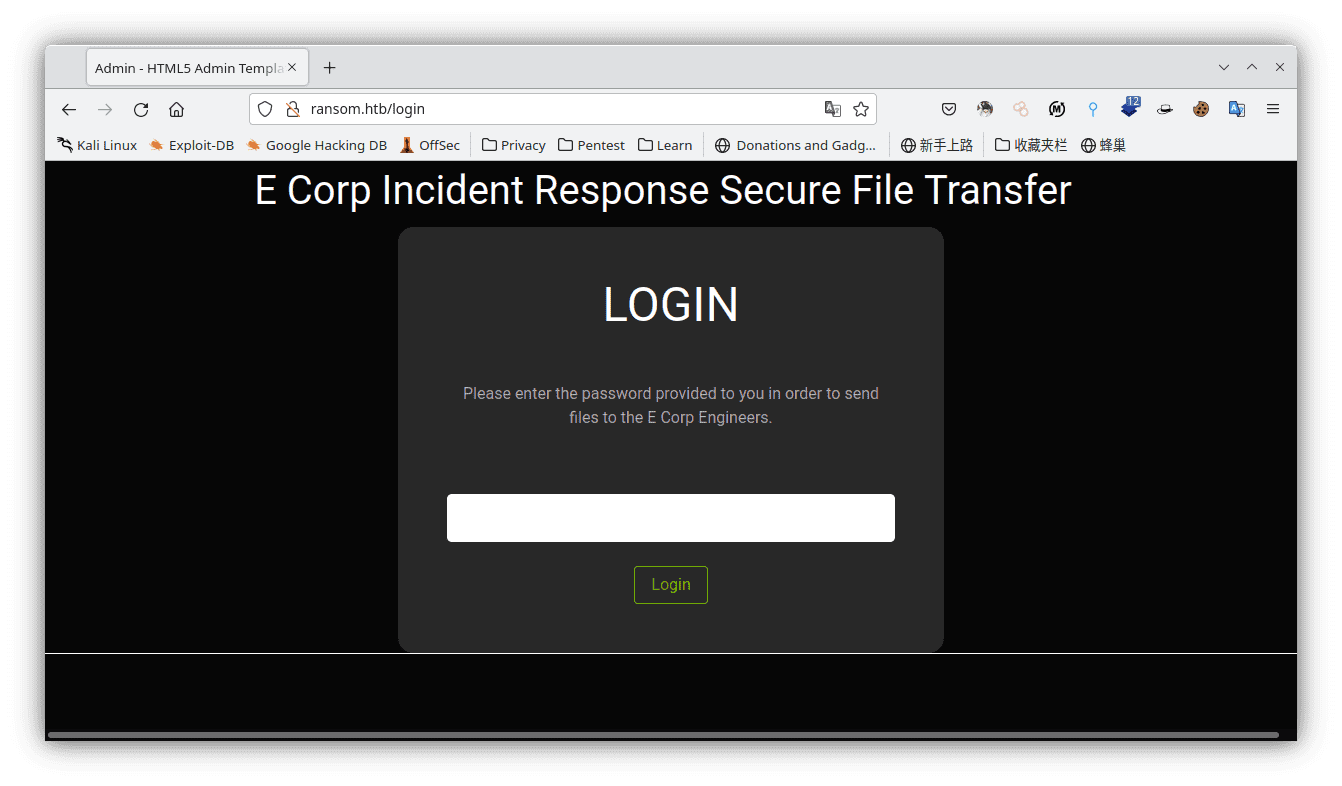 Admin - HTML5 Admin Templa
ransom.htb/login
12
Kali Linux Exploit-DB Google Hacking DB OffSec Privacy Pentest Learn Donations and Gadg... 新手上路 收藏夹栏 蜂巢
E Corp Incident Response Secure File Transfer
LOGIN
Please enter the password provided to you in order to send
files to the E Corp Engineers.
Login